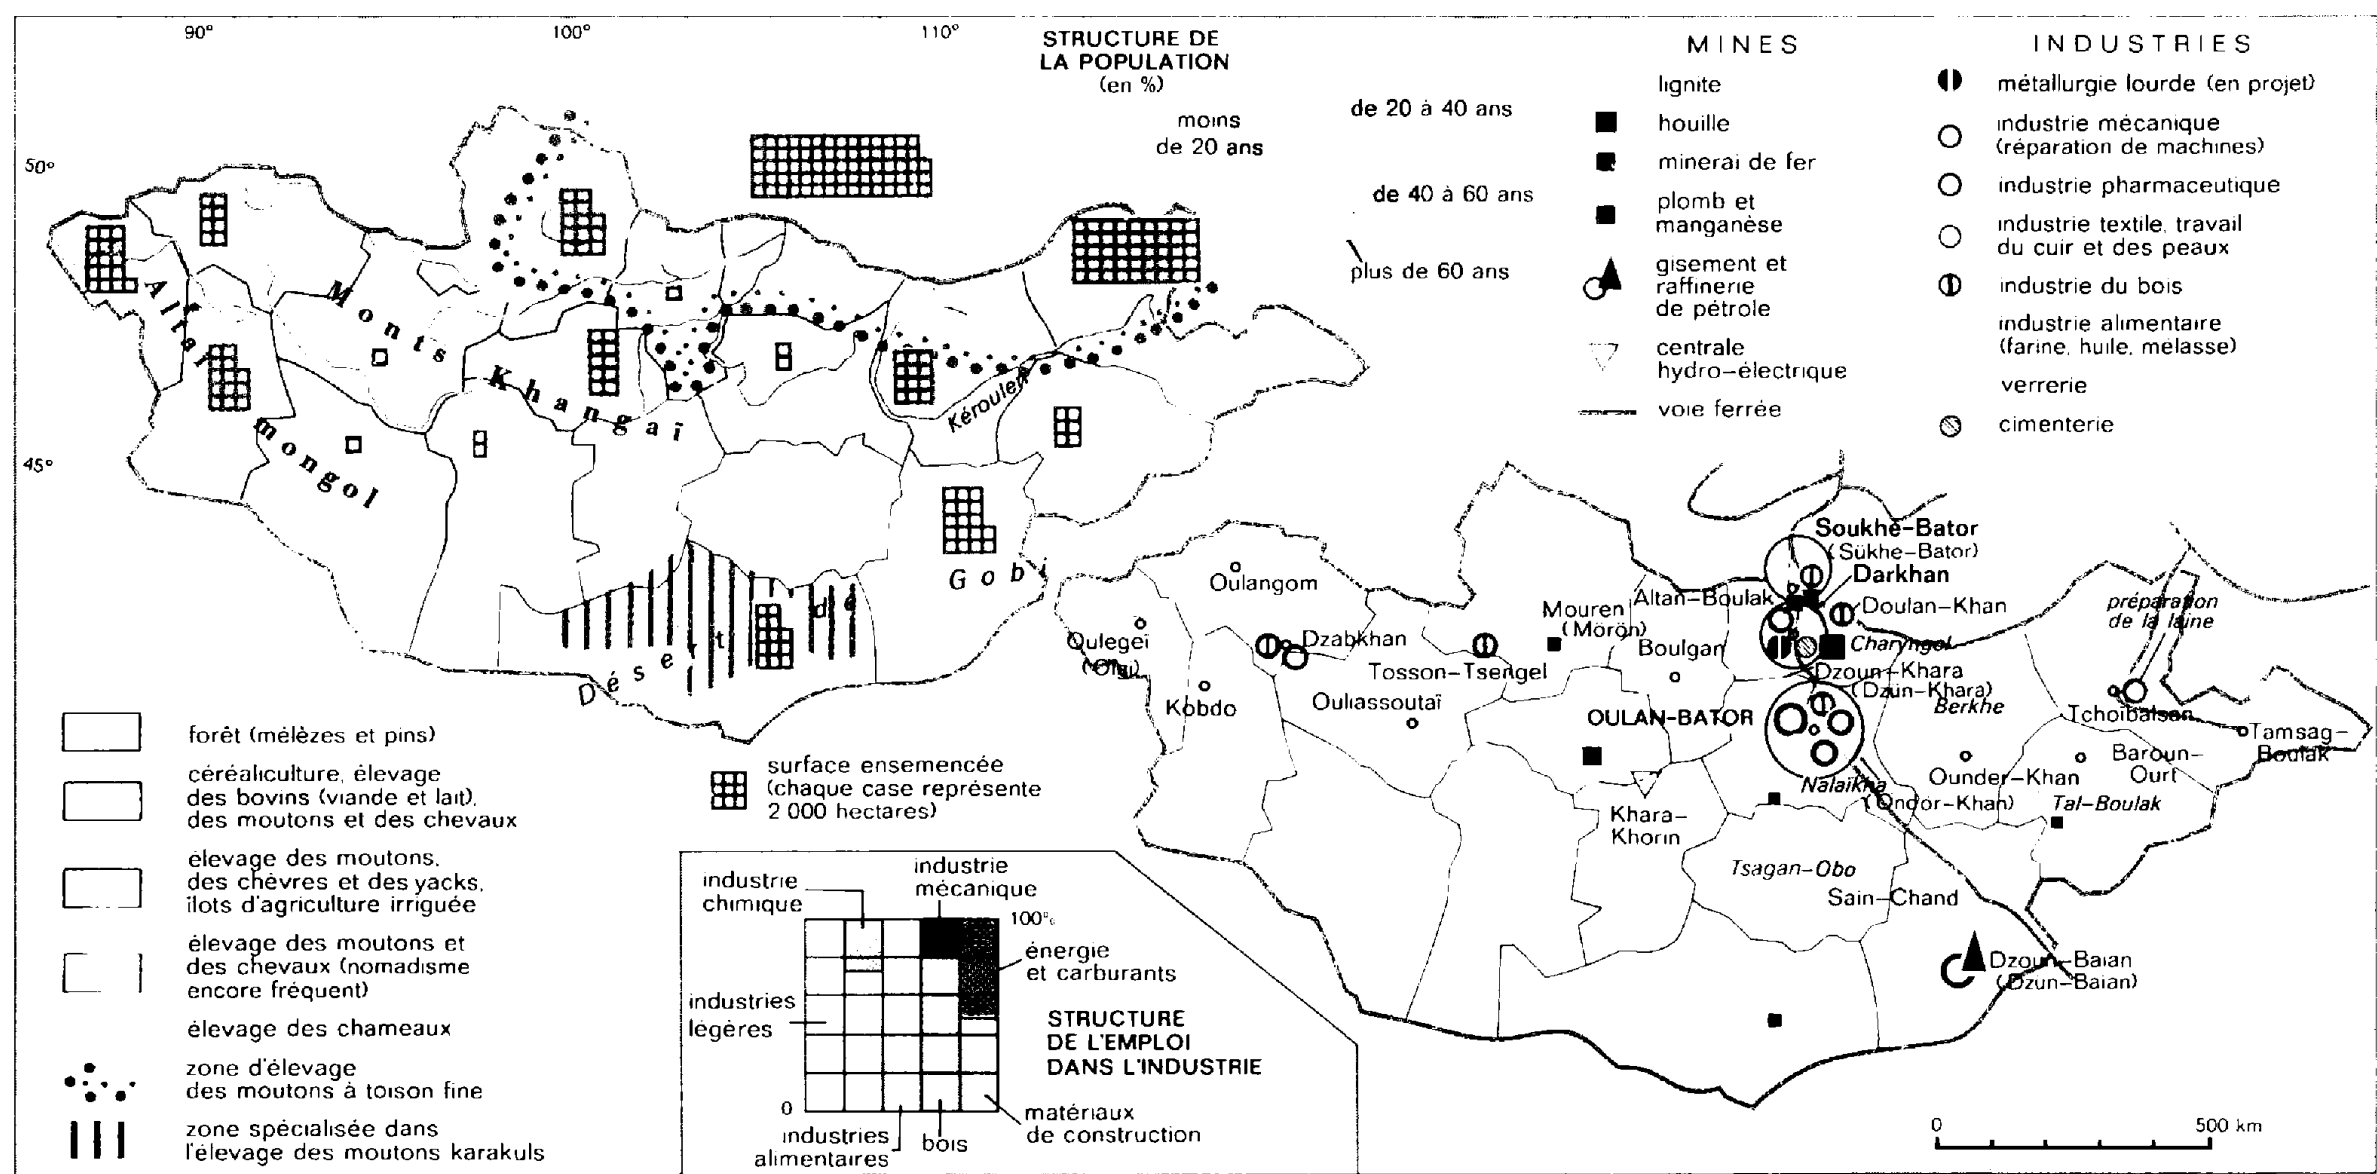 90°
100°
110°
50°
45°
STRUCTURE DE
LA POPULATION
(en %)
moins
de 20 ans
de 20 à 40 ans
de 40 à 60 ans
plus de 60 ans
MINES
lignite
houille
minerai de fer
plomb et
manganèse
gisement et
raffinerie
de pétrole
centrale
hydro-électrique
voie ferrée
INDUSTRIES
métallurgie lourde (en projet)
industrie mécanique
(réparation de machines)
industrie pharmaceutique
industrie textile, travail
du cuir et des peaux
industrie du bois
industrie alimentaire
(farine, huile, mélasse)
verrerie
cimenterie
Altaï
mongol
Monts
Khangaï
Kéroulen
Désert de
Gobi
forêt (mélèzes et pins)
céréaliculture, élevage
des bovins (viande et lait),
des moutons et des chevaux
élevage des moutons,
des chèvres et des yacks,
îlots d'agriculture irriguée
élevage des moutons et
des chevaux (nomadisme
encore fréquent)
élevage des chameaux
zone d'élevage
des moutons à toison fine
zone spécialisée dans
l'élevage des moutons karakuls
surface ensemencée
(chaque case représente
2 000 hectares)
industrie
chimique
industrie
mécanique
100%
énergie
et carburants
industries
légères
STRUCTURE
DE L'EMPLOI
DANS L'INDUSTRIE
0
industries
alimentaires
bois
matériaux
de construction
Soukhe-Bator
(Sükhe-Bator)
Darkhan
Oulangom
Altan-Boulak
Doulan-Khan
Mouren
(Mörön)
préparation
de la laine
Oulegeï
(Ölgi)
Dzabkhan
Tosson-Tsengel
Boulgan
Charyngol
Dzoun-Khara
(Dzün-Khara)
Kobdo
Ouliassoutaï
OULAN-BATOR
Berkhe
Tchoïbalsan
Tamsag-
Boulak
Baroun-
Ourt
Nalaïkha
Ounder-Khan
(Öndör-Khan)
Tal-Boulak
Khara-
Khorin
Tsagan-Obo
Sain-Chand
Dzoun-Baïan
(Dzun-Baian)
0
500 km